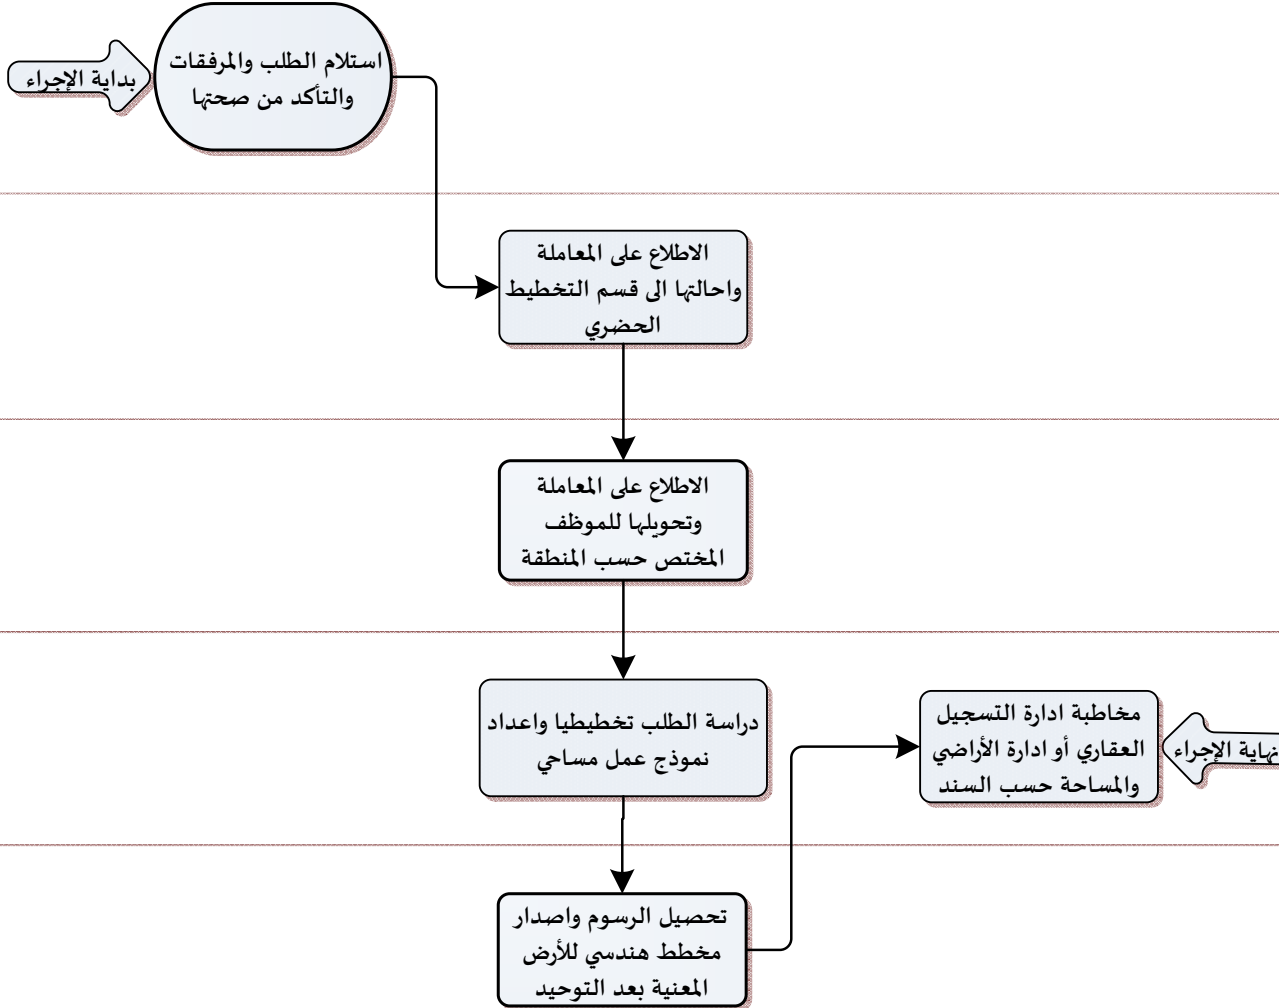 بداية الإجراء
استلام الطلب والمرفقات
والتأكد من صحتها
الاطلاع على المعاملة
واحالتها الى قسم التخطيط
الحضري
الاطلاع على المعاملة
وتحويلها للموظف
المختص حسب المنطقة
دراسة الطلب تخطيطيا واعداد
نموذج عمل مساحي
تحصيل الرسوم واصدار
مخطط هندسي للأرض
المعنية بعد التوحيد
مخاطبة ادارة التسجيل
العقاري أو ادارة الأراضي
والمساحة حسب السند
نهاية الإجراء